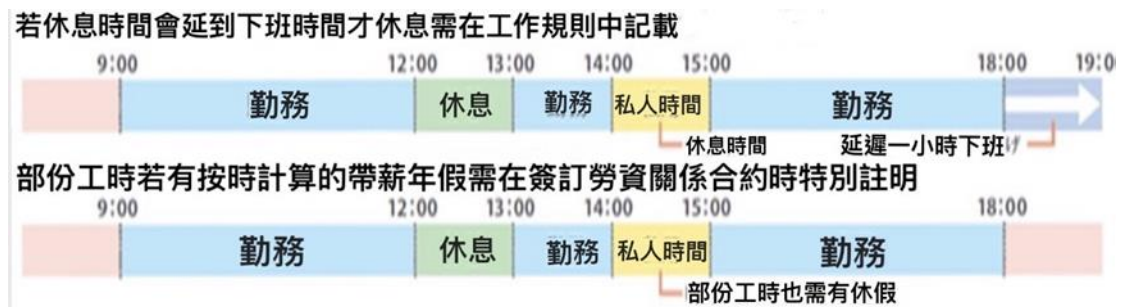 若休息時間會延到下班時間才休息需在工作規則中記載
9:00 12:00 13:00 14:00 15:00 18:00 19:0
勤務 休息 勤務 私人時間 勤務
休息時間 延遲一小時下班げ
部份工時若有按時計算的帶薪年假需在簽訂勞資關係合約時特別註明
9:00 12:00 13:00 14:00 15:00 18:00
勤務 休息 勤務 私人時間 勤務
部份工時也需有休假